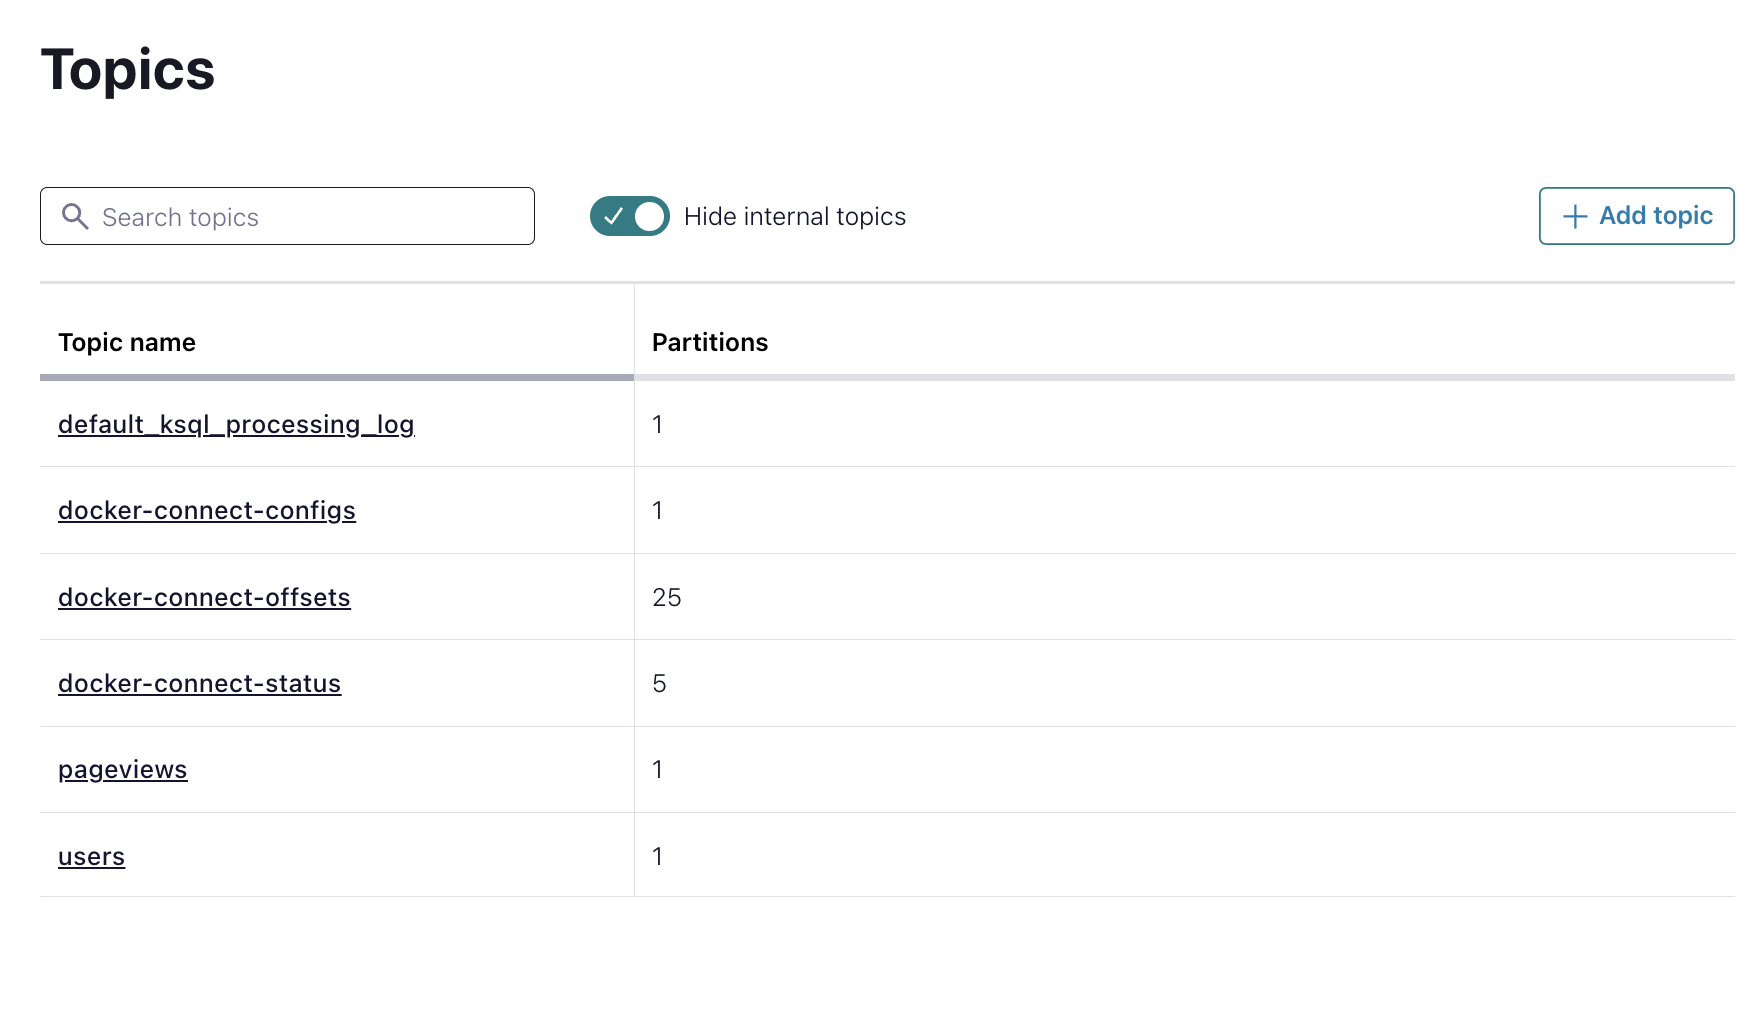 Topics
Search topics
Hide internal topics
Add topic
Topic name Partitions
default_ksql_processing_log 1
docker-connect-configs 1
docker-connect-offsets 25
docker-connect-status 5
pageviews 1
users 1